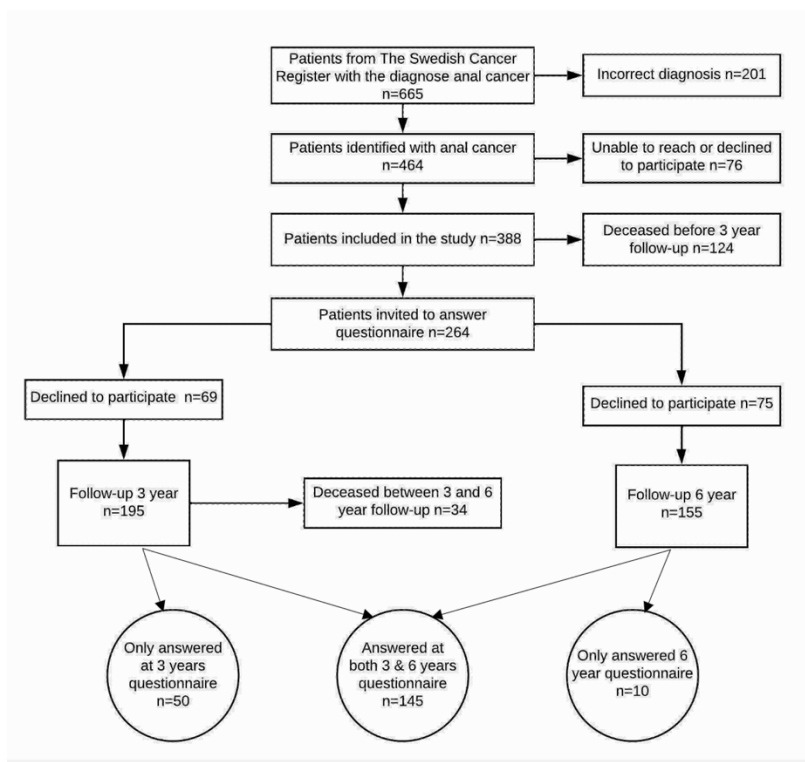 Patients from The Swedish Cancer
Register with the diagnose anal cancer
n=665
Incorrect diagnosis n=201
Patients identified with anal cancer
n=464
Unable to reach or declined
to participate n=76
Patients included in the study n=388
Deceased before 3 year
follow-up n=124
Patients invited to answer
questionnaire n=264
Declined to participate n=69
Declined to participate n=75
Follow-up 3 year
n=195
Deceased between 3 and 6
year follow-up n=34
Follow-up 6 year
n=155
Only answered
at 3 years
questionnaire
n=50
Answered at
both 3 & 6 years
questionnaire
n=145
Only answered 6
year questionnaire
n=10